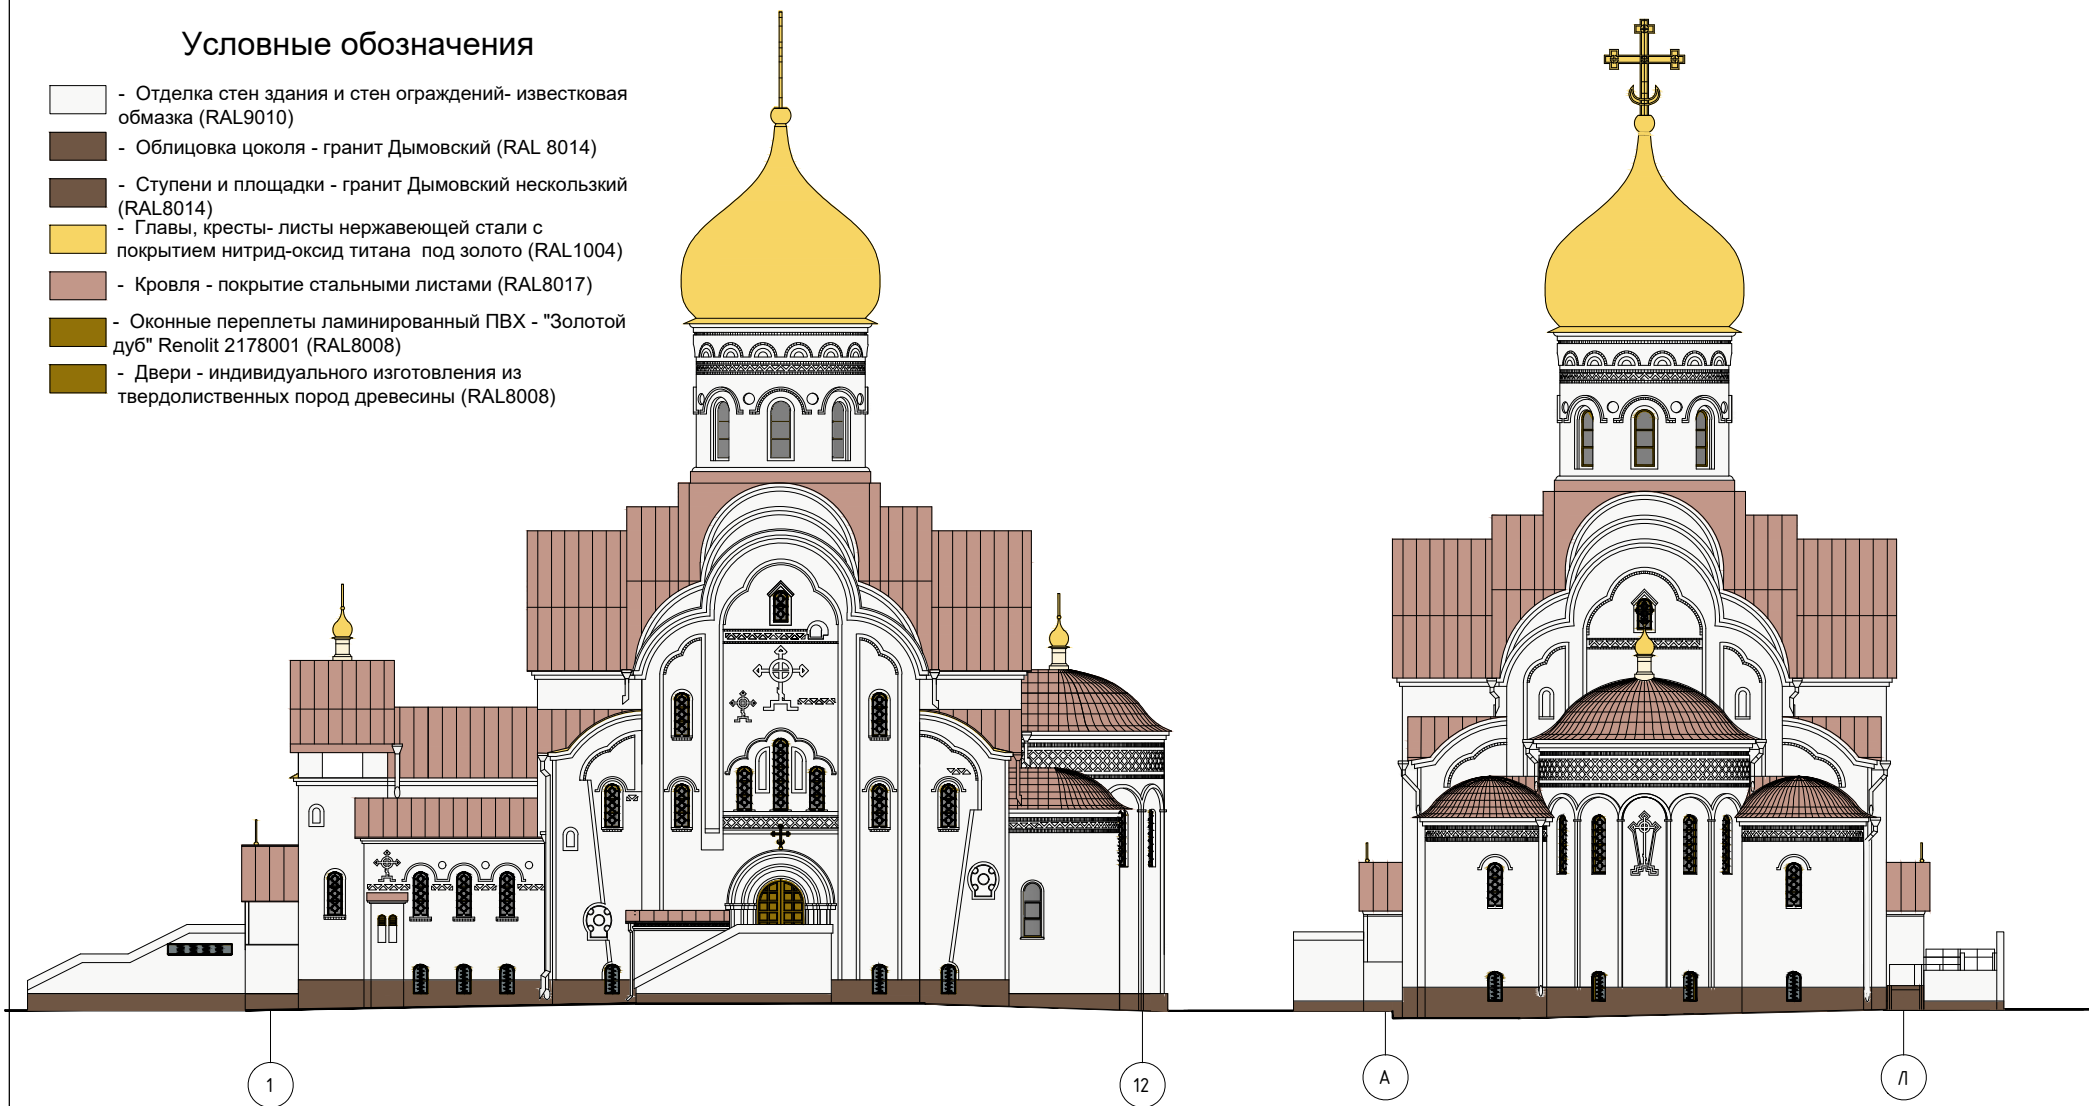 Условные обозначения
- Отделка стен здания и стен ограждений- известковая
обмазка (RAL9010)
- Облицовка цоколя - гранит Дымовский (RAL 8014)
- Ступени и площадки - гранит Дымовский нескользкий
(RAL8014)
- Главы, кресты- листы нержавеющей стали с
покрытием нитрид-оксид титана под золото (RAL1004)
- Кровля - покрытие стальными листами (RAL8017)
- Оконные переплеты ламинированный ПВХ - "Золотой
дуб" Renolit 2178001 (RAL8008)
- Двери - индивидуального изготовления из
твердолиственных пород древесины (RAL8008)
1
12
А
Л